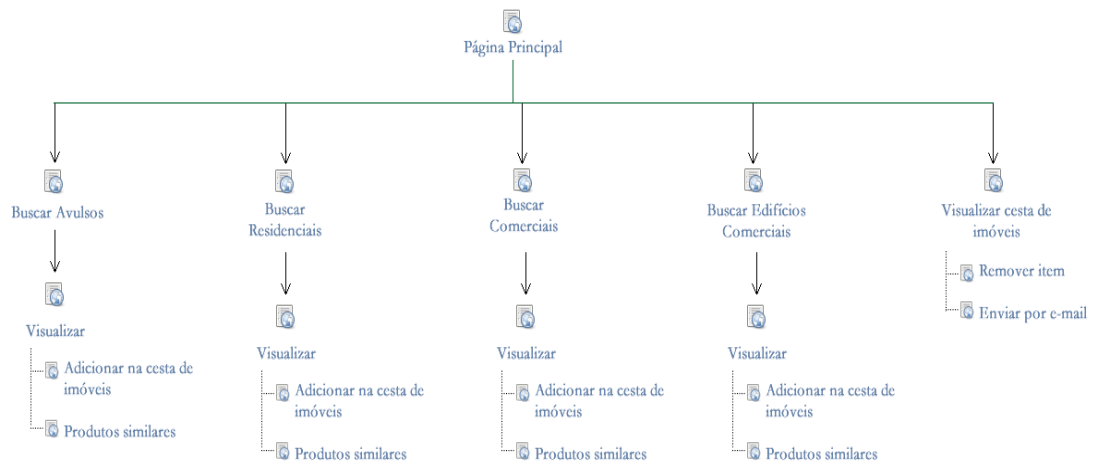 Página Principal
Buscar Avulsos
Buscar
Residenciais
Buscar
Comerciais
Buscar Edifícios
Comerciais
Visualizar cesta de
imóveis
Remover item
Enviar por e-mail
Visualizar
Adicionar na cesta de
imóveis
Produtos similares
Visualizar
Adicionar na cesta de
imóveis
Produtos similares
Visualizar
Adicionar na cesta de
imóveis
Produtos similares
Visualizar
Adicionar na cesta de
imóveis
Produtos similares